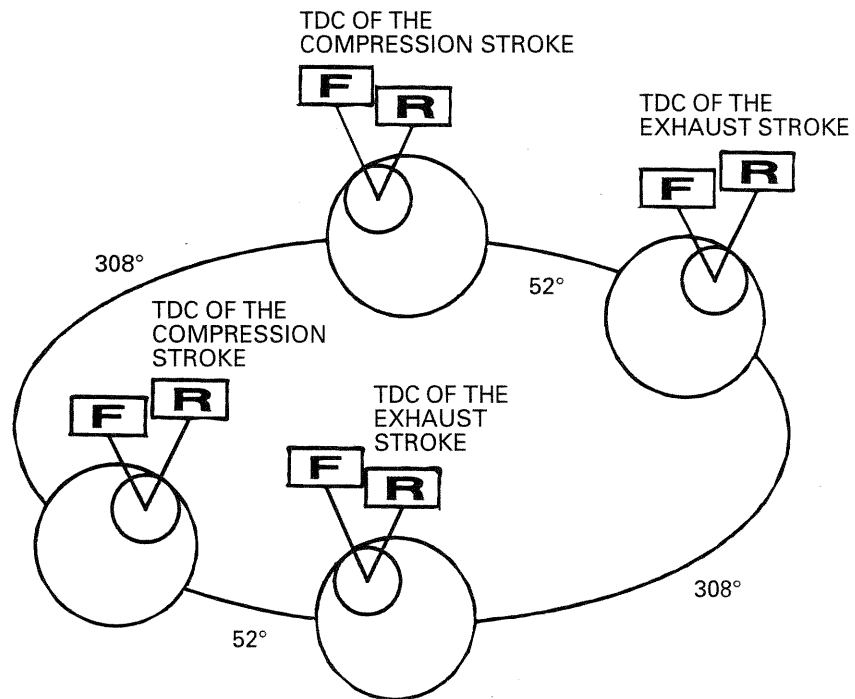 TDC OF THE
COMPRESSION STROKE
F
R
TDC OF THE
EXHAUST STROKE
F
R
308°
52°
TDC OF THE
COMPRESSION
STROKE
F
R
TDC OF THE
EXHAUST
STROKE
F
R
52°
308°